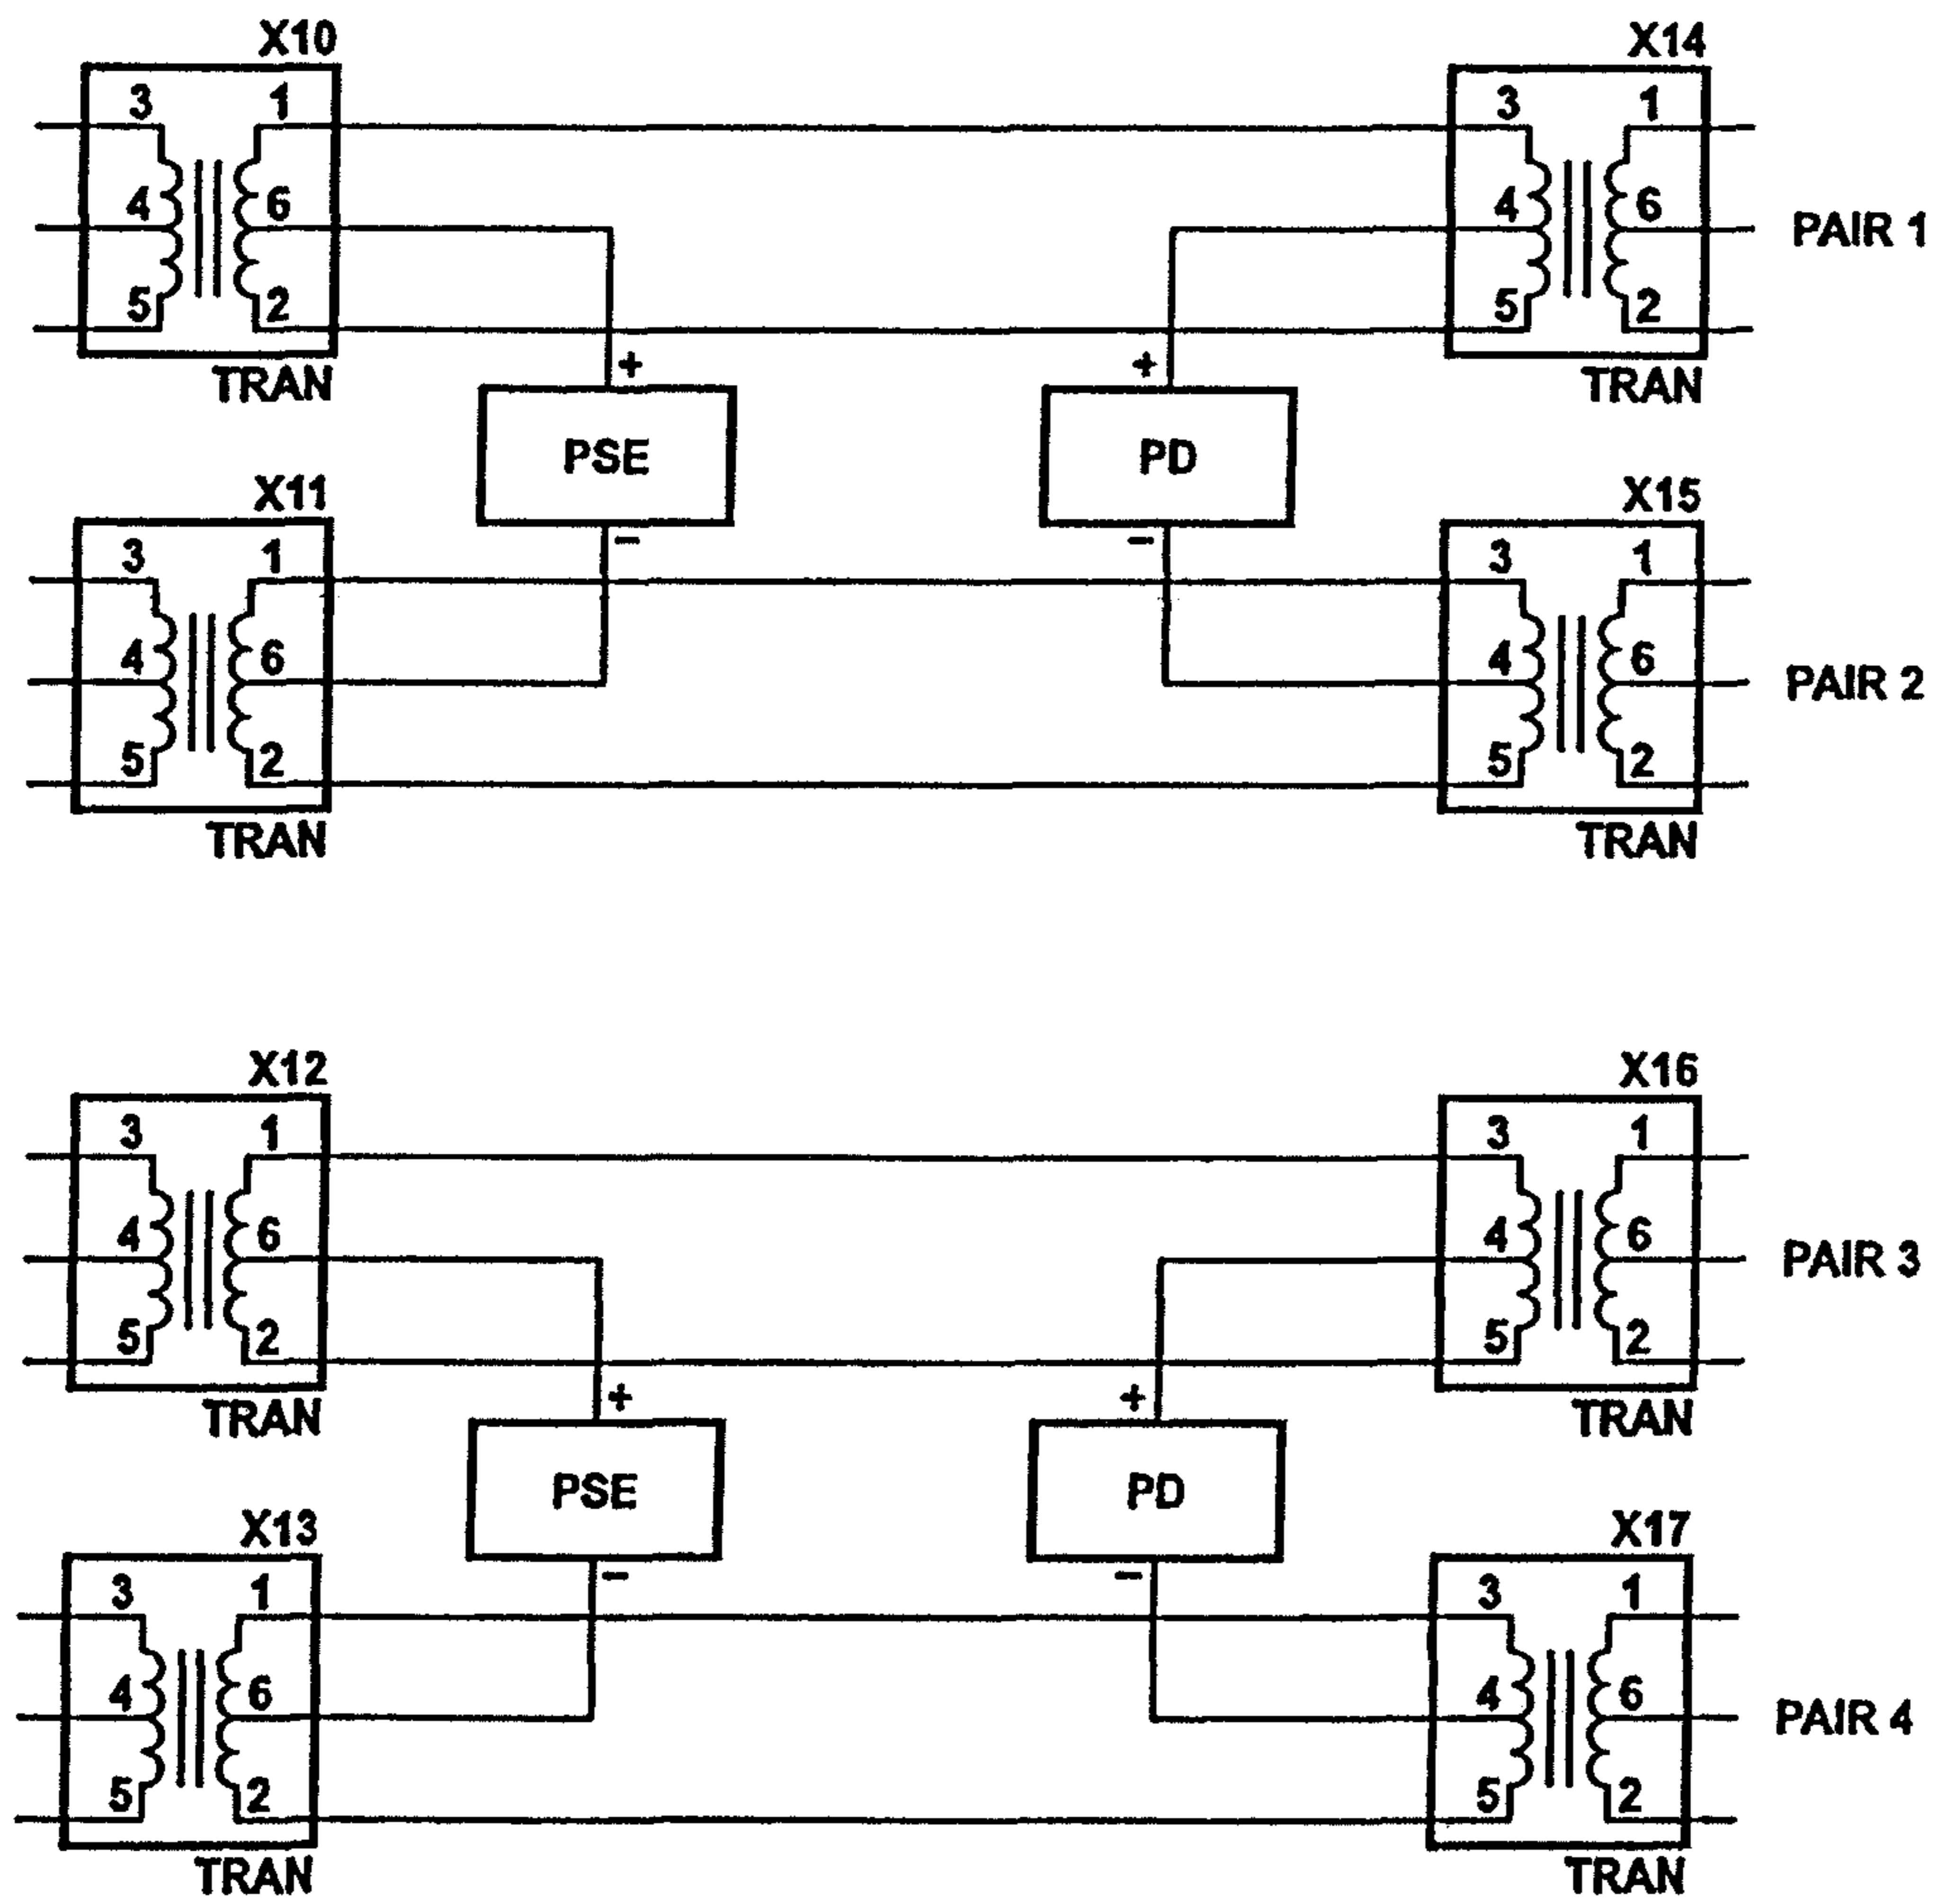 X10 X14
3 1 3 1
4 6 4 6 PAIR 1
5 2 5 2
+ +
TRAN TRAN
PSE PD
X11 X15
- -
3 1 3 1
4 6 4 6 PAIR 2
5 2 5 2
TRAN TRAN
X12 X16
3 1 3 1
4 6 4 6 PAIR 3
5 2 5 2
+ +
TRAN TRAN
PSE PD
X13 X17
- -
3 1 3 1
4 6 4 6 PAIR 4
5 2 5 2
TRAN TRAN